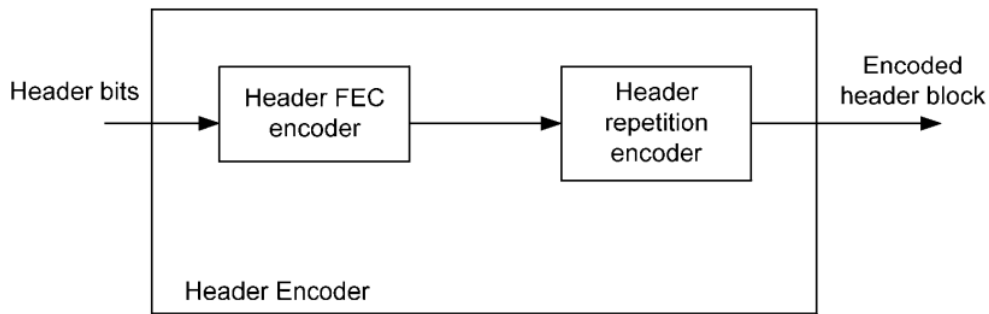 Header bits
Header FEC
encoder
Header
repetition
encoder
Encoded
header block
Header Encoder